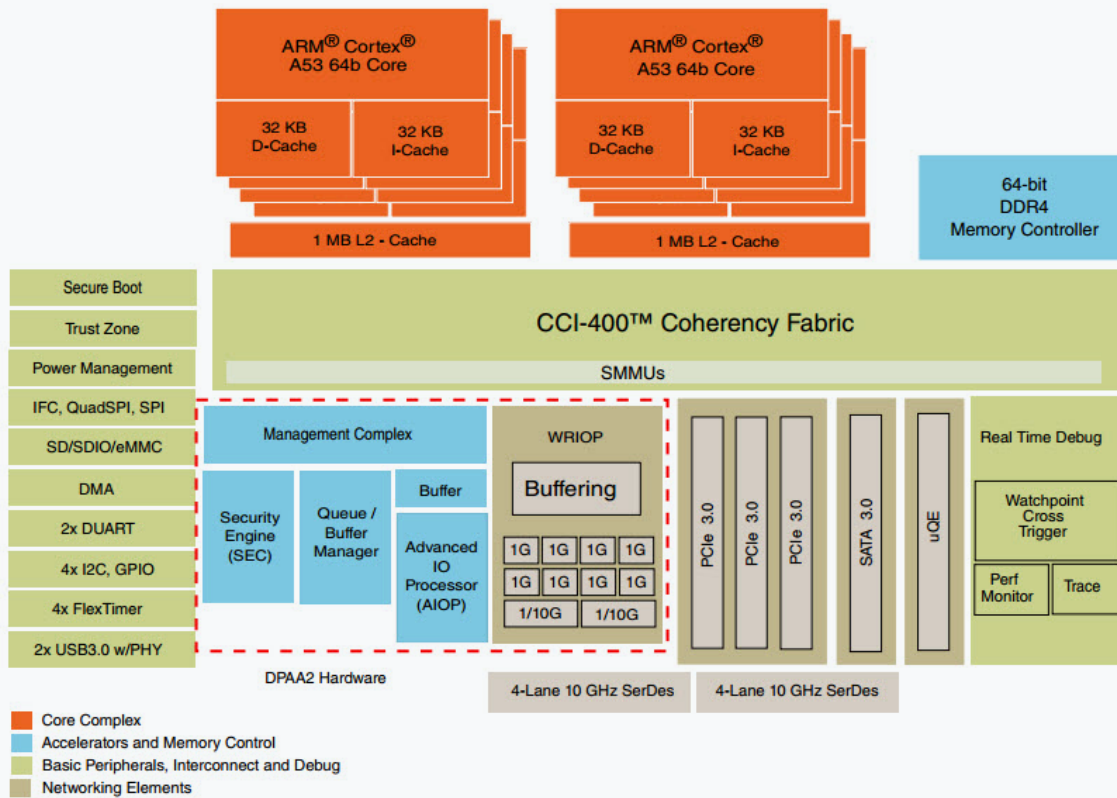 ARM® Cortex®
A53 64b Core
32 KB
D-Cache
32 KB
I-Cache
1 MB L2 - Cache
ARM® Cortex®
A53 64b Core
32 KB
D-Cache
32 KB
I-Cache
1 MB L2 - Cache
64-bit
DDR4
Memory Controller
Secure Boot
Trust Zone
Power Management
IFC, QuadSPI, SPI
SD/SDIO/eMMC
DMA
2x DUART
4x I2C, GPIO
4x FlexTimer
2x USB3.0 w/PHY
CCI-400™ Coherency Fabric
SMMUs
Management Complex
Security
Engine
(SEC)
Queue /
Buffer
Manager
Buffer
Advanced
IO
Processor
(AIOP)
WRIOP
Buffering
1G 1G 1G 1G
1G 1G 1G 1G
1/10G 1/10G
PCIe 3.0
PCIe 3.0
PCIe 3.0
SATA 3.0
uQE
Real Time Debug
Watchpoint
Cross
Trigger
Perf
Monitor
Trace
DPAA2 Hardware
4-Lane 10 GHz SerDes
4-Lane 10 GHz SerDes
Core Complex
Accelerators and Memory Control
Basic Peripherals, Interconnect and Debug
Networking Elements